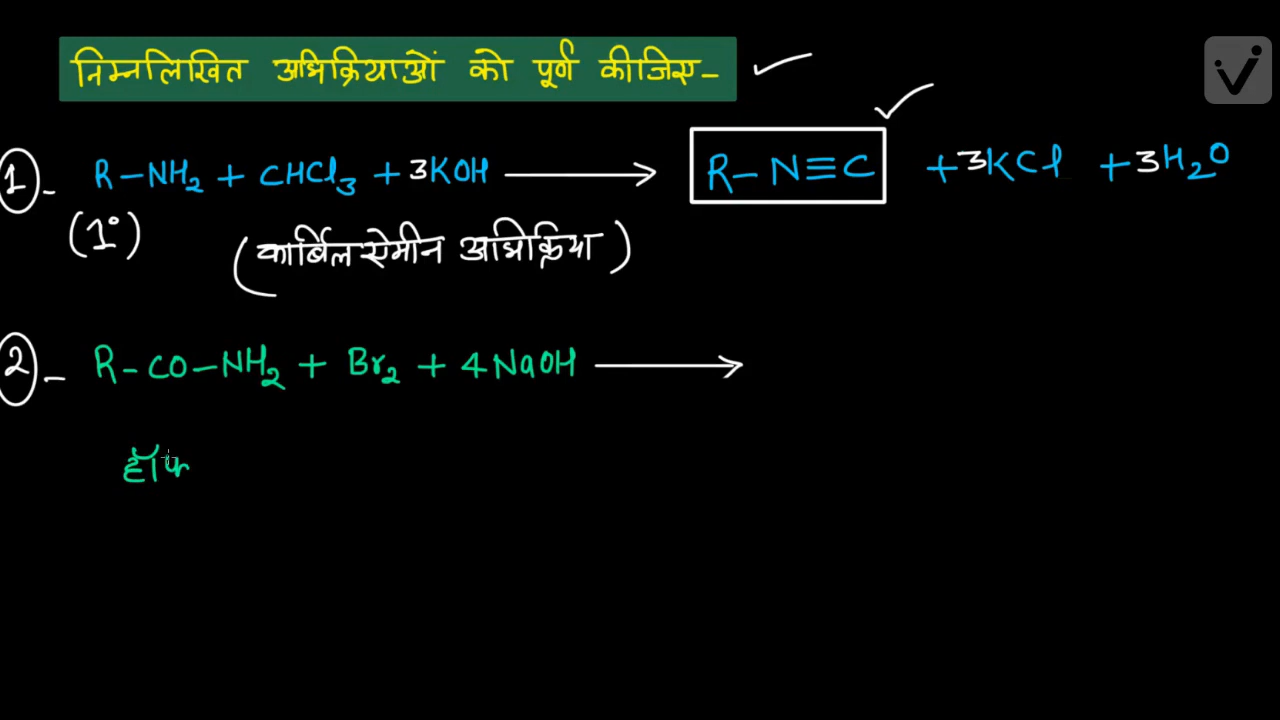 निम्नलिखित अभिक्रियाओं को पूर्ण कीजिए-
1- R-NH₂ + CHCl₃ + 3KOH ⟶ R-N≡C +3KCl +3H₂O
(1°) (कार्बिलऐमीन अभिक्रिया)
2- R-CO-NH₂ + Br₂ + 4NaOH ⟶
हॉफ